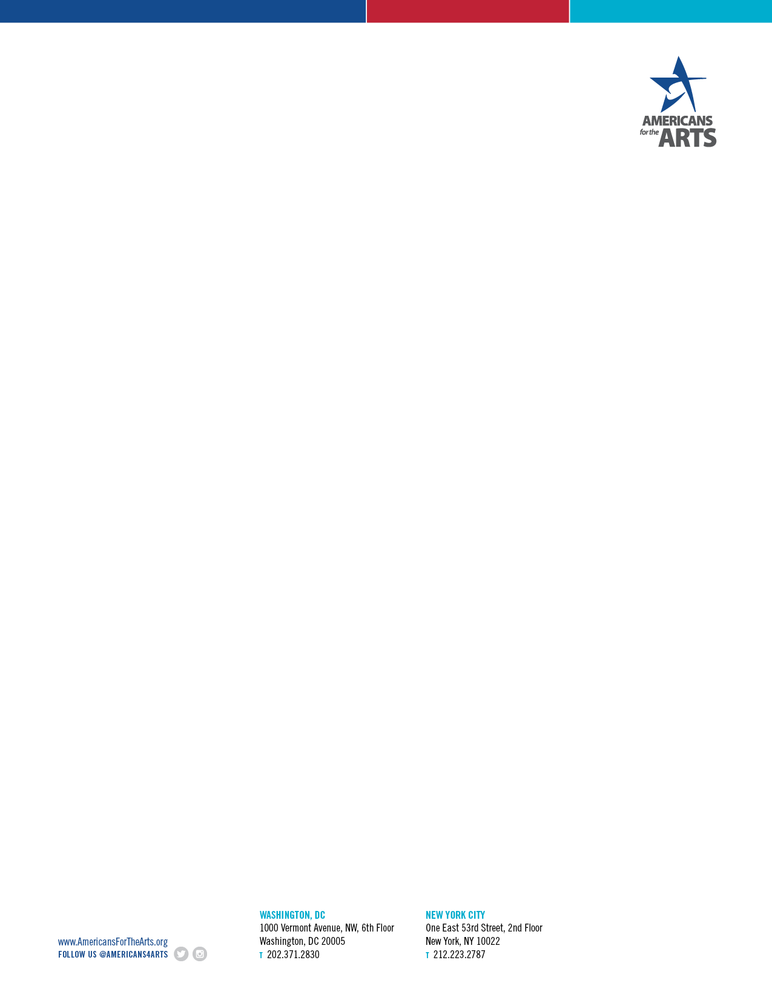 AMERICANS
for the ARTS
www.AmericansForTheArts.org
FOLLOW US @AMERICANS4ARTS
WASHINGTON, DC
1000 Vermont Avenue, NW, 6th Floor
Washington, DC 20005
T 202.371.2830
NEW YORK CITY
One East 53rd Street, 2nd Floor
New York, NY 10022
T 212.223.2787